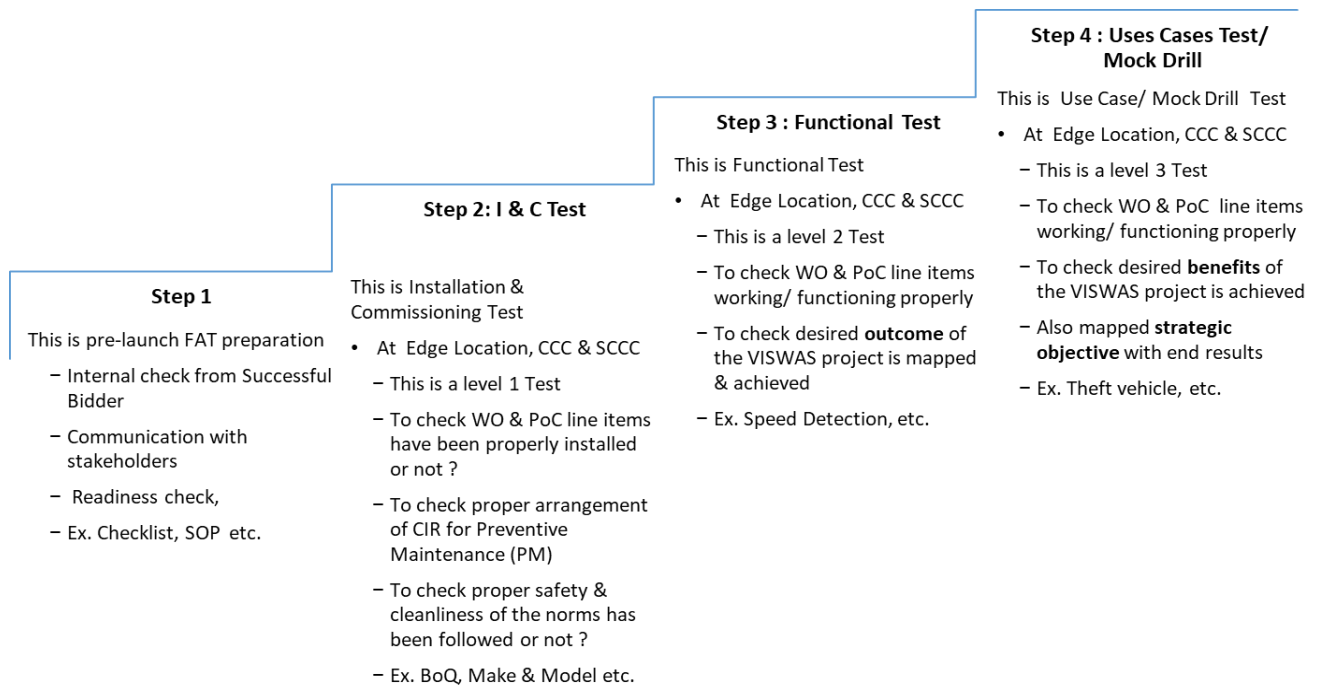 Step 1
This is pre-launch FAT preparation
– Internal check from Successful
Bidder
– Communication with
stakeholders
– Readiness check,
– Ex. Checklist, SOP etc.
Step 2: I & C Test
This is Installation &
Commissioning Test
• At Edge Location, CCC & SCCC
– This is a level 1 Test
– To check WO & PoC line items
have been properly installed
or not ?
– To check proper arrangement
of CIR for Preventive
Maintenance (PM)
– To check proper safety &
cleanliness of the norms has
been followed or not ?
– Ex. BoQ, Make & Model etc.
Step 3 : Functional Test
This is Functional Test
• At Edge Location, CCC & SCCC
– This is a level 2 Test
– To check WO & PoC line items
working/ functioning properly
– To check desired outcome of
the VISWAS project is mapped
& achieved
– Ex. Speed Detection, etc.
Step 4 : Uses Cases Test/
Mock Drill
This is Use Case/ Mock Drill Test
• At Edge Location, CCC & SCCC
– This is a level 3 Test
– To check WO & PoC line items
working/ functioning properly
– To check desired benefits of
the VISWAS project is achieved
– Also mapped strategic
objective with end results
– Ex. Theft vehicle, etc.